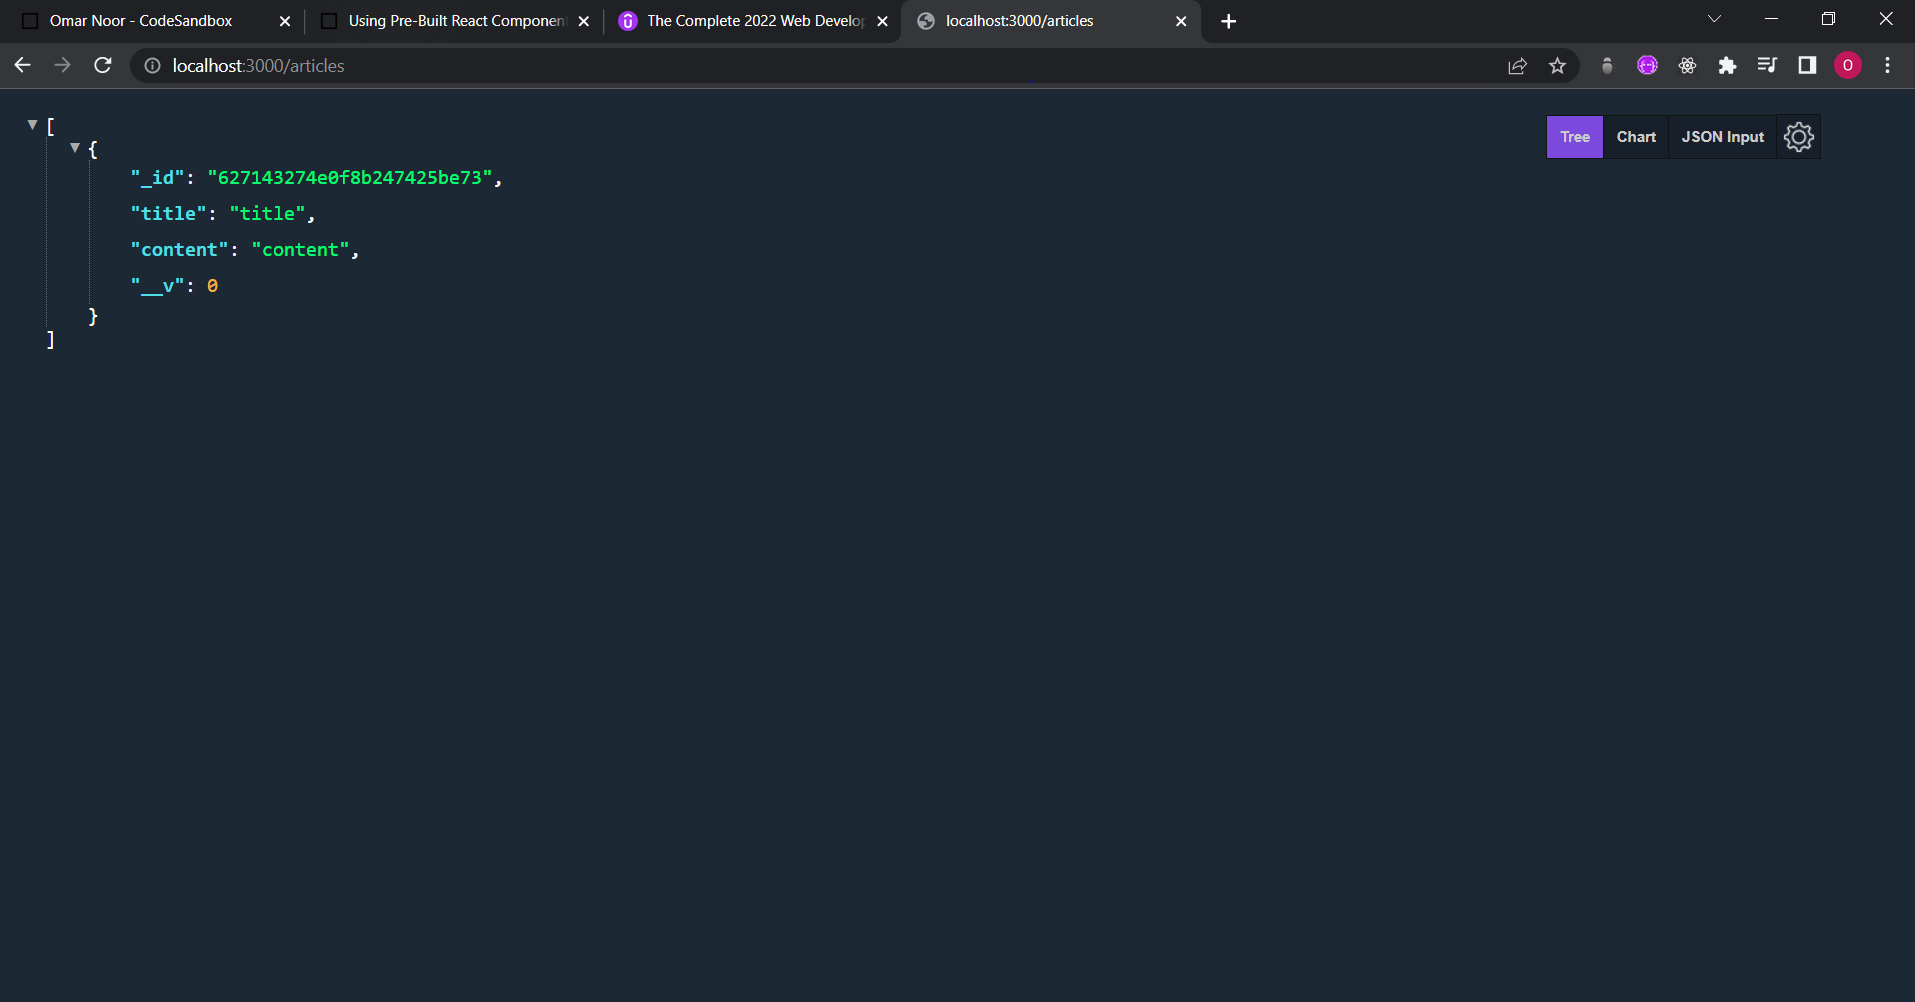 Omar Noor - CodeSandbox
Using Pre-Built React Componen
The Complete 2022 Web Develop
localhost:3000/articles
localhost:3000/articles
O
Tree Chart JSON Input
[
{
"_id": "627143274e0f8b247425be73",
"title": "title",
"content": "content",
"__v": 0
}
]